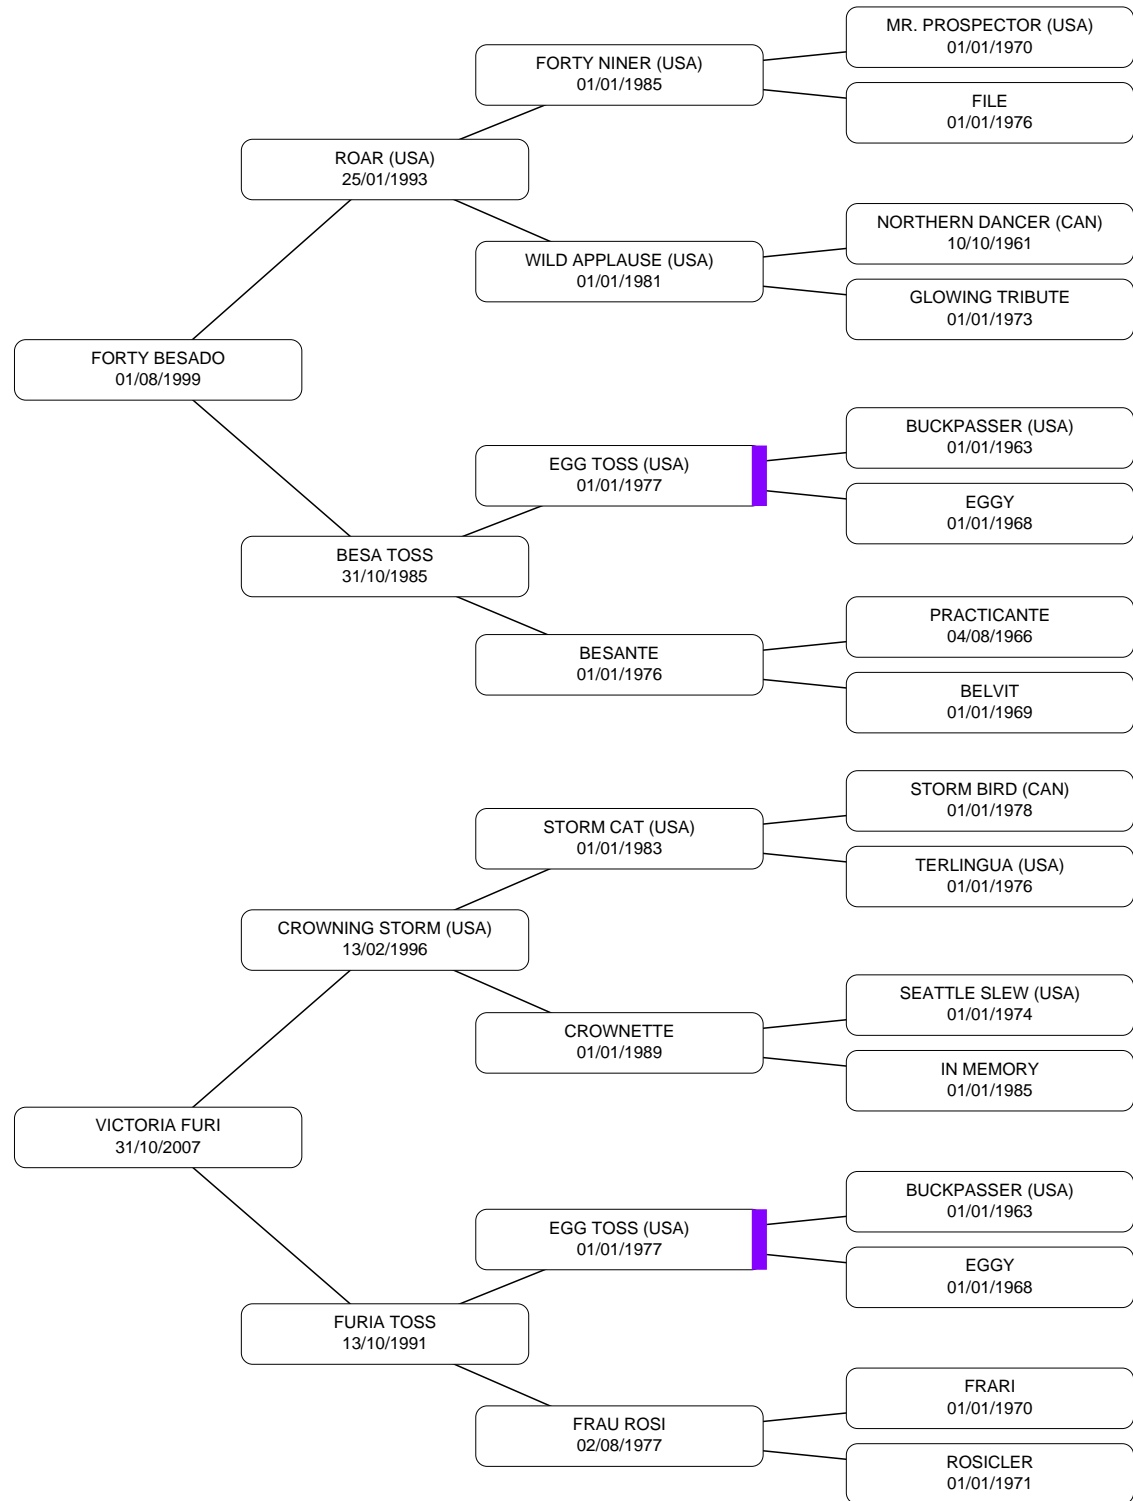 MR. PROSPECTOR (USA)
01/01/1970
FORTY NINER (USA)
01/01/1985
FILE
01/01/1976
ROAR (USA)
25/01/1993
NORTHERN DANCER (CAN)
10/10/1961
WILD APPLAUSE (USA)
01/01/1981
GLOWING TRIBUTE
01/01/1973
FORTY BESADO
01/08/1999
BUCKPASSER (USA)
01/01/1963
EGG TOSS (USA)
01/01/1977
EGGY
01/01/1968
BESA TOSS
31/10/1985
PRACTICANTE
04/08/1966
BESANTE
01/01/1976
BELVIT
01/01/1969
STORM BIRD (CAN)
01/01/1978
STORM CAT (USA)
01/01/1983
TERLINGUA (USA)
01/01/1976
CROWNING STORM (USA)
13/02/1996
SEATTLE SLEW (USA)
01/01/1974
CROWNETTE
01/01/1989
IN MEMORY
01/01/1985
VICTORIA FURI
31/10/2007
BUCKPASSER (USA)
01/01/1963
EGG TOSS (USA)
01/01/1977
EGGY
01/01/1968
FURIA TOSS
13/10/1991
FRARI
01/01/1970
FRAU ROSI
02/08/1977
ROSICLER
01/01/1971